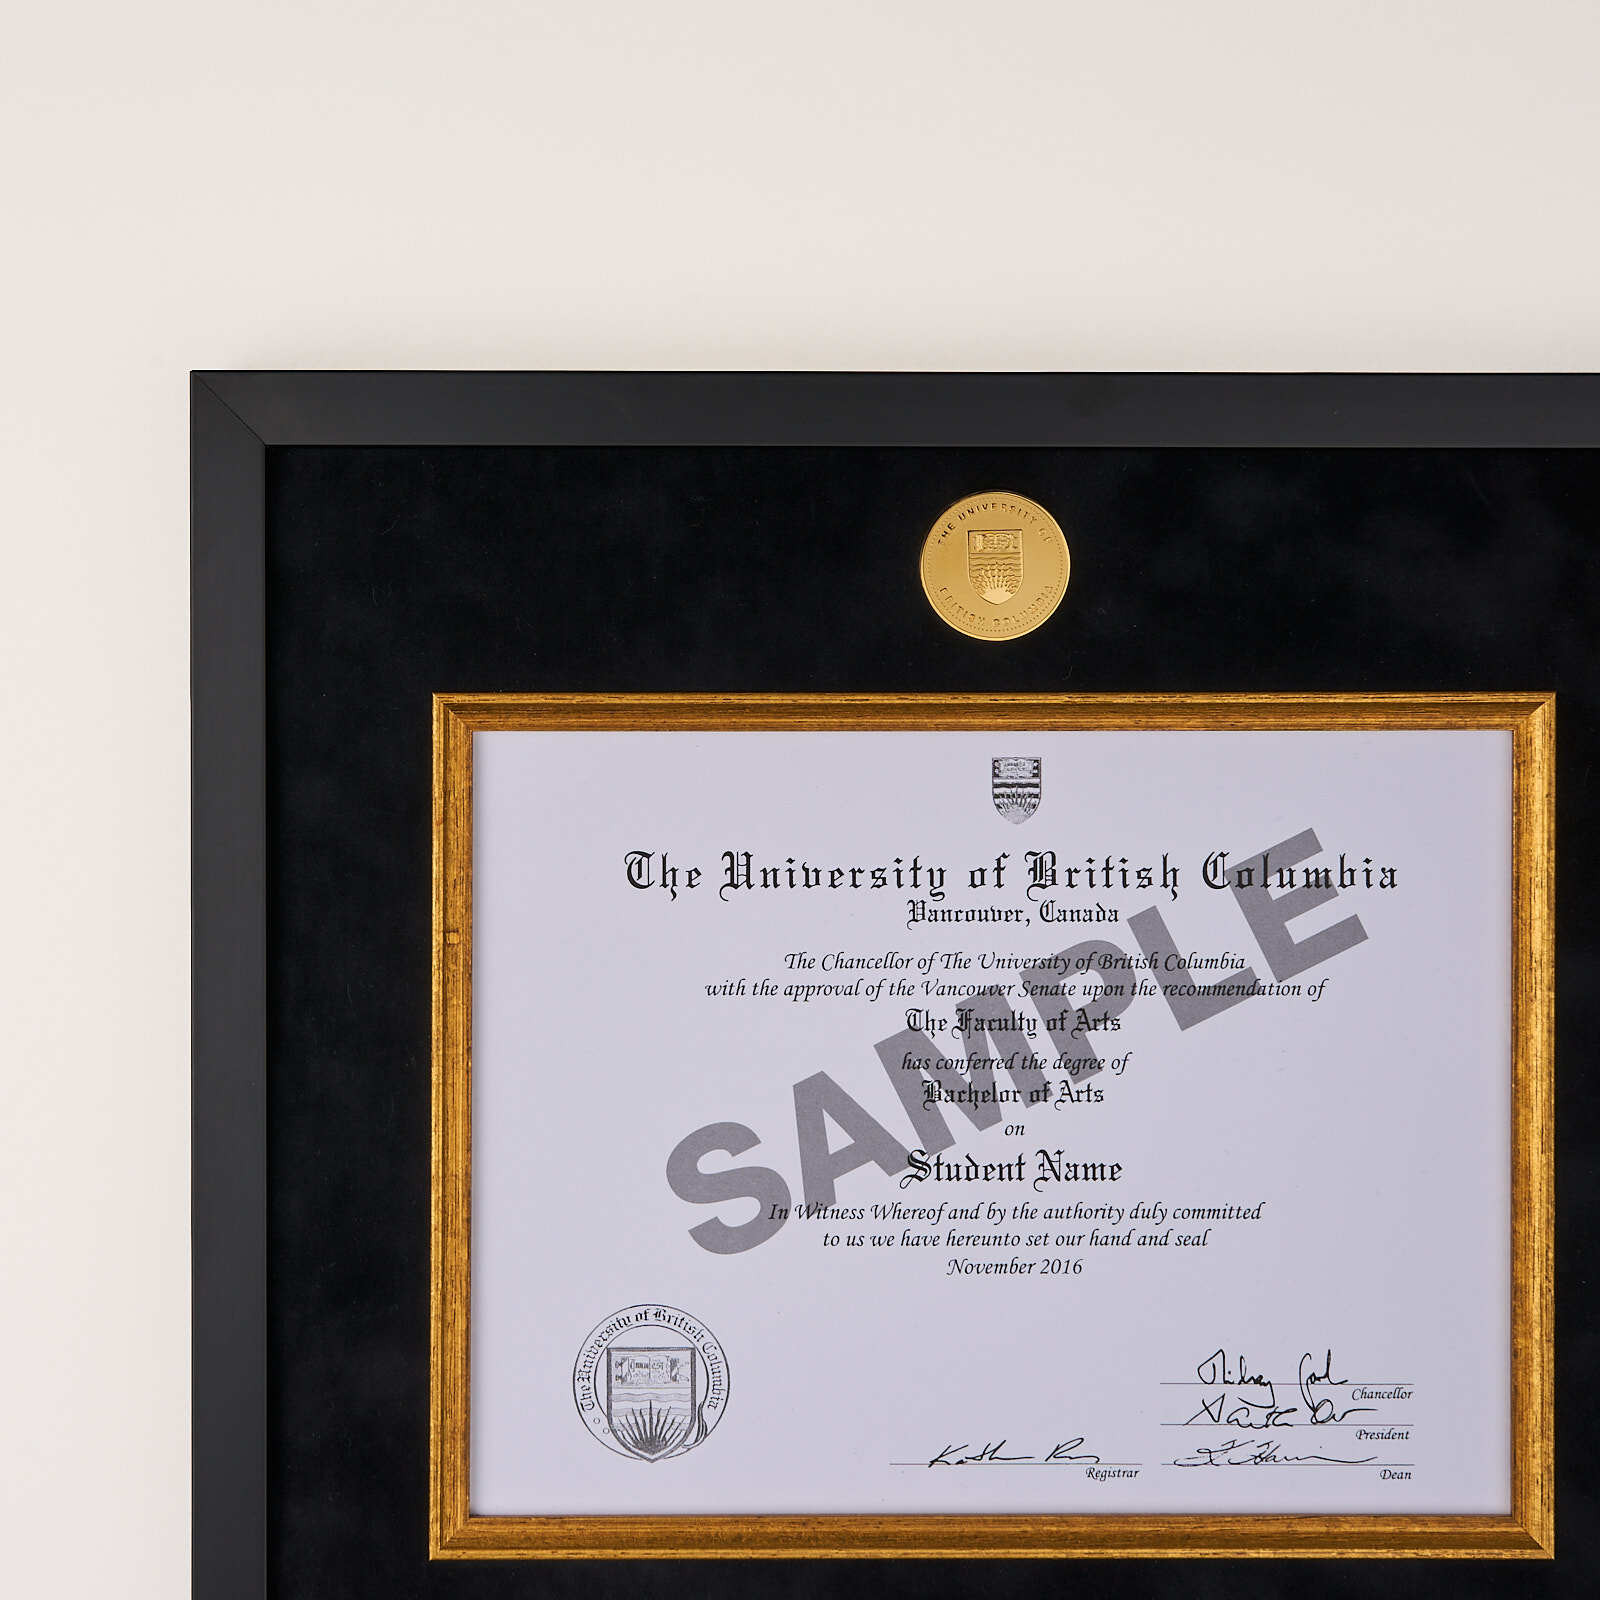 THE UNIVERSITY OF
BRITISH COLUMBIA
The University of British Columbia
Vancouver, Canada
The Chancellor of The University of British Columbia
with the approval of the Vancouver Senate upon the recommendation of
The Faculty of Arts
has conferred the degree of
Bachelor of Arts
on
Student Name
In Witness Whereof and by the authority duly committed
to us we have hereunto set our hand and seal
November 2016
SAMPLE
The University of British Columbia
Chancellor
President
Registrar
Dean